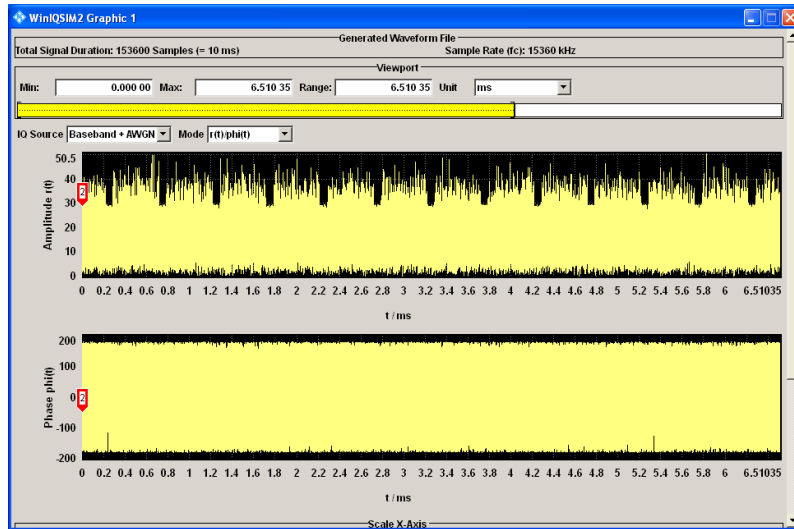 WinIQSIM2 Graphic 1
Generated Waveform File
Total Signal Duration: 153600 Samples (= 10 ms) Sample Rate (fc): 15360 kHz
Viewport
Min: 0.000 00 Max: 6.510 35 Range: 6.510 35 Unit ms
IQ Source Baseband + AWGN Mode r(t)/phi(t)
50.5
40
2
30
20
10
0
Amplitude r(t)
0 0.2 0.4 0.6 0.8 1 1.2 1.4 1.6 1.8 2 2.2 2.4 2.6 2.8 3 3.2 3.4 3.6 3.8 4 4.2 4.4 4.6 4.8 5 5.2 5.4 5.6 5.8 6 6.51035
t / ms
200
100
0 2
-100
-200
Phase phi(t)
0 0.2 0.4 0.6 0.8 1 1.2 1.4 1.6 1.8 2 2.2 2.4 2.6 2.8 3 3.2 3.4 3.6 3.8 4 4.2 4.4 4.6 4.8 5 5.2 5.4 5.6 5.8 6 6.51035
t / ms
Scale X-Axis